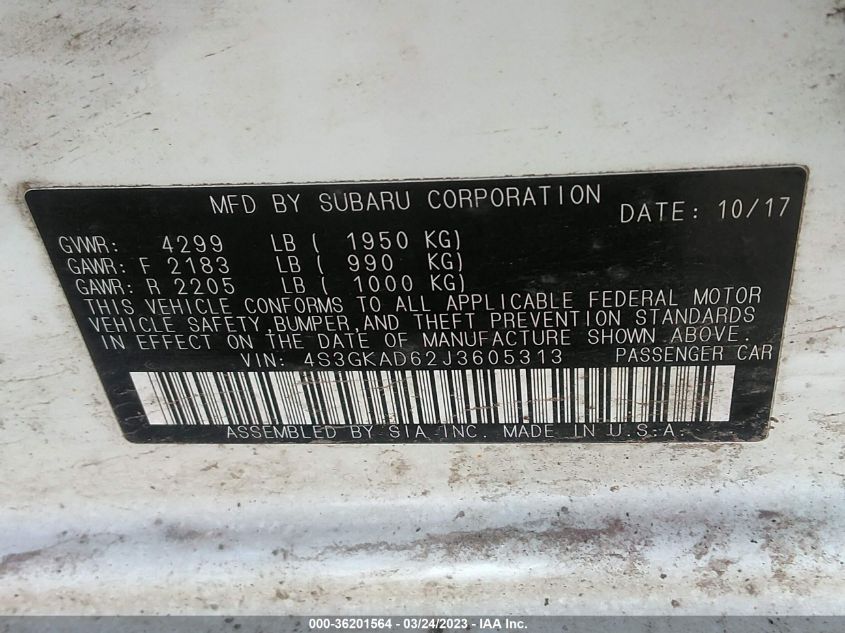 MFD BY SUBARU CORPORATION
DATE: 10/17
GVWR: 4299 LB ( 1950 KG)
GAWR: F 2183 LB ( 990 KG)
GAWR: R 2205 LB ( 1000 KG)
THIS VEHICLE CONFORMS TO ALL APPLICABLE FEDERAL MOTOR
VEHICLE SAFETY,BUMPER,AND THEFT PREVENTION STANDARDS
IN EFFECT ON THE DATE OF MANUFACTURE SHOWN ABOVE.
VIN: 4S3GKAD62J3605313 PASSENGER CAR
ASSEMBLED BY SIA INC. MADE IN U.S.A.
000-36201564 - 03/24/2023 - IAA Inc.